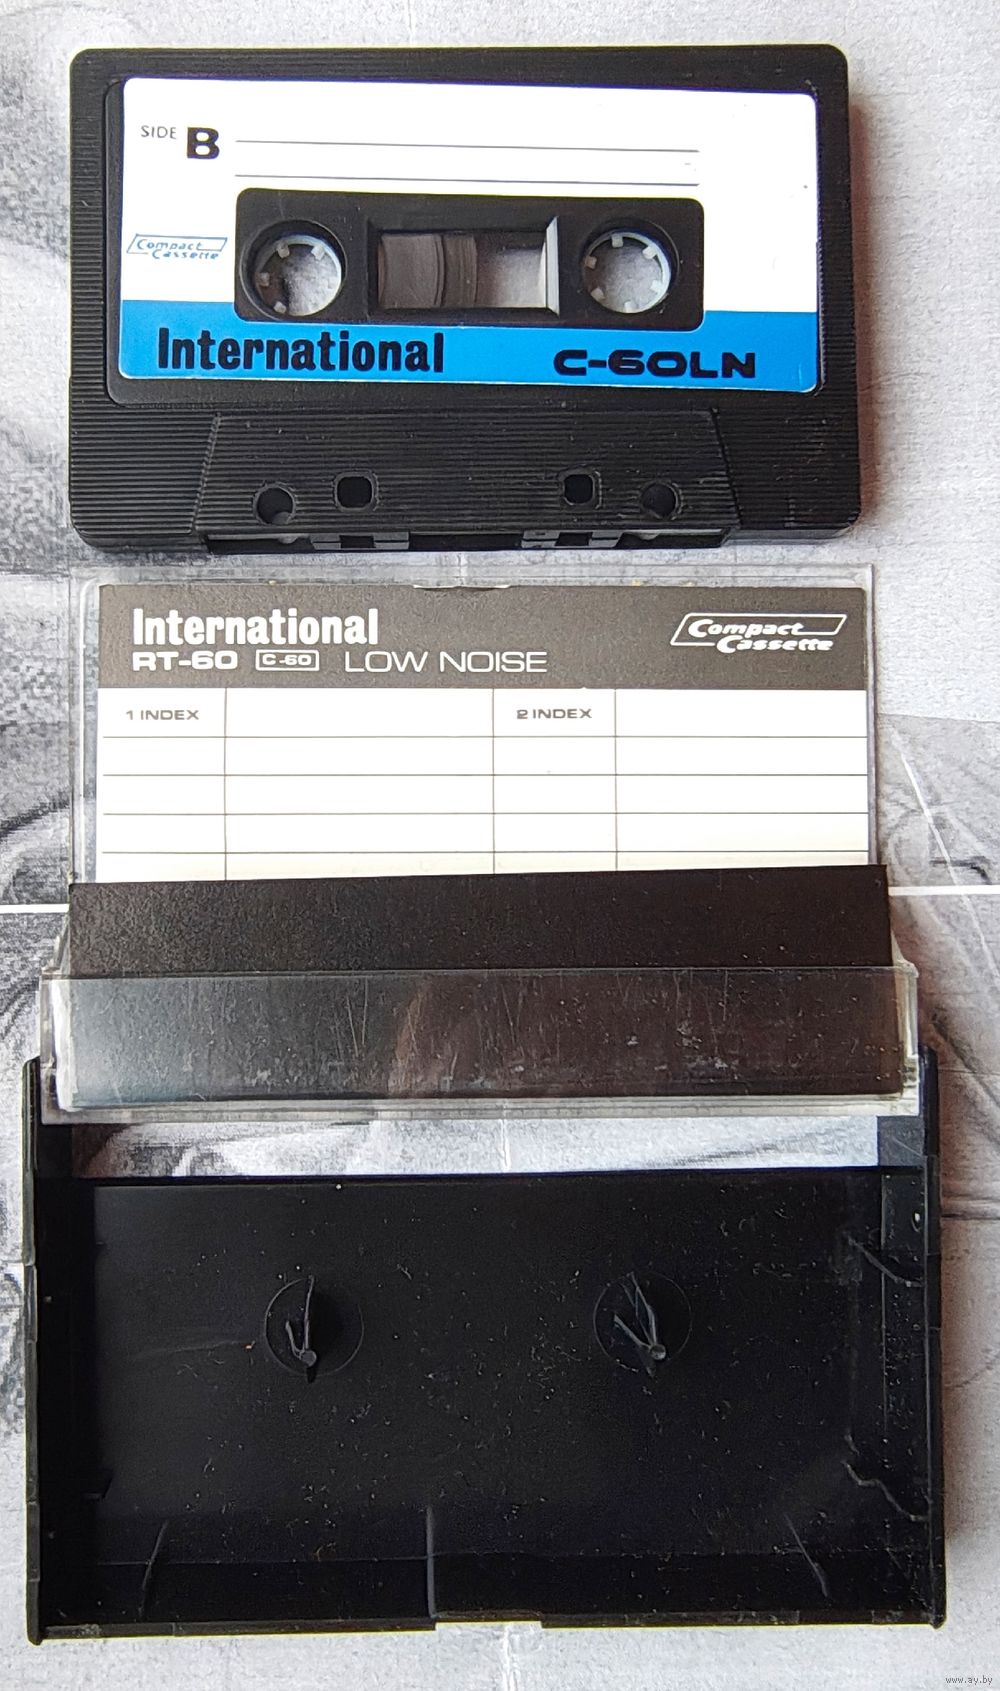 SIDE B
Compact
Cassette
International C-60LN
International
RT-60 C-60 LOW NOISE
Compact
Cassette
1 INDEX 2 INDEX
www.ay.by